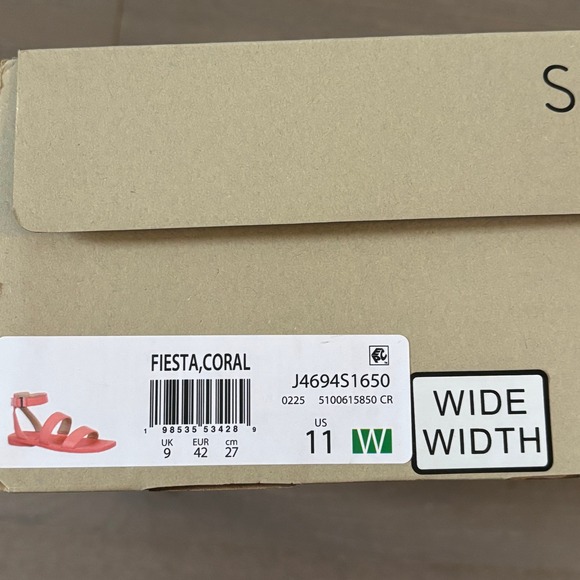 S
FIESTA,CORAL
J4694S1650
0225 5100615850 CR
1 98535 53428 9
UK EUR cm
9 42 27
US
11 W
WIDE
WIDTH